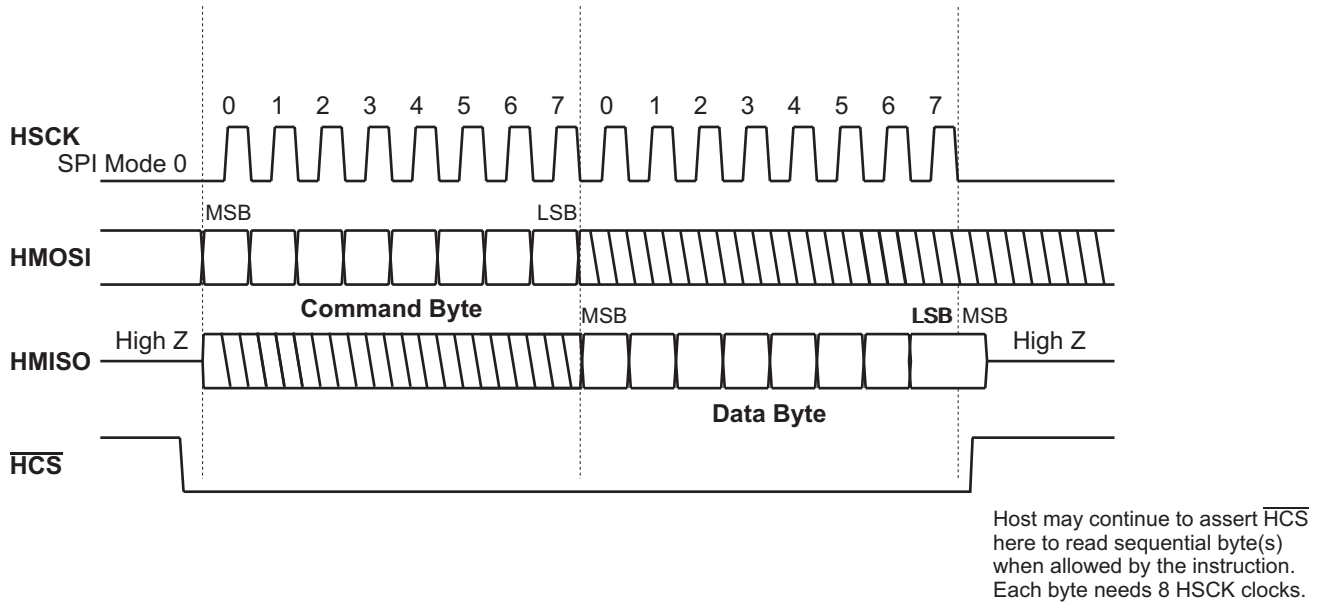 0 1 2 3 4 5 6 7 0 1 2 3 4 5 6 7
HSCK
SPI Mode 0
MSB LSB
HMOSI
Command Byte
MSB LSB MSB
High Z High Z
HMISO
Data Byte
HCS
Host may continue to assert HCS
here to read sequential byte(s)
when allowed by the instruction.
Each byte needs 8 HSCK clocks.